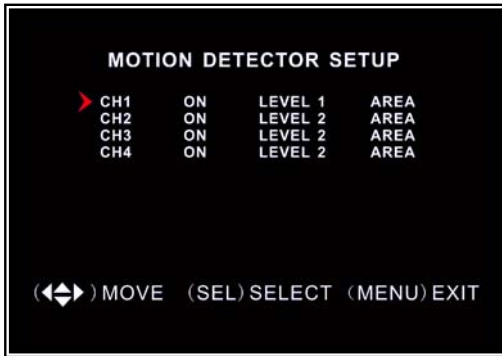 MOTION DETECTOR SETUP
CH1 ON LEVEL 1 AREA
CH2 ON LEVEL 2 AREA
CH3 ON LEVEL 2 AREA
CH4 ON LEVEL 2 AREA
(◀◆▶) MOVE (SEL) SELECT (MENU) EXIT